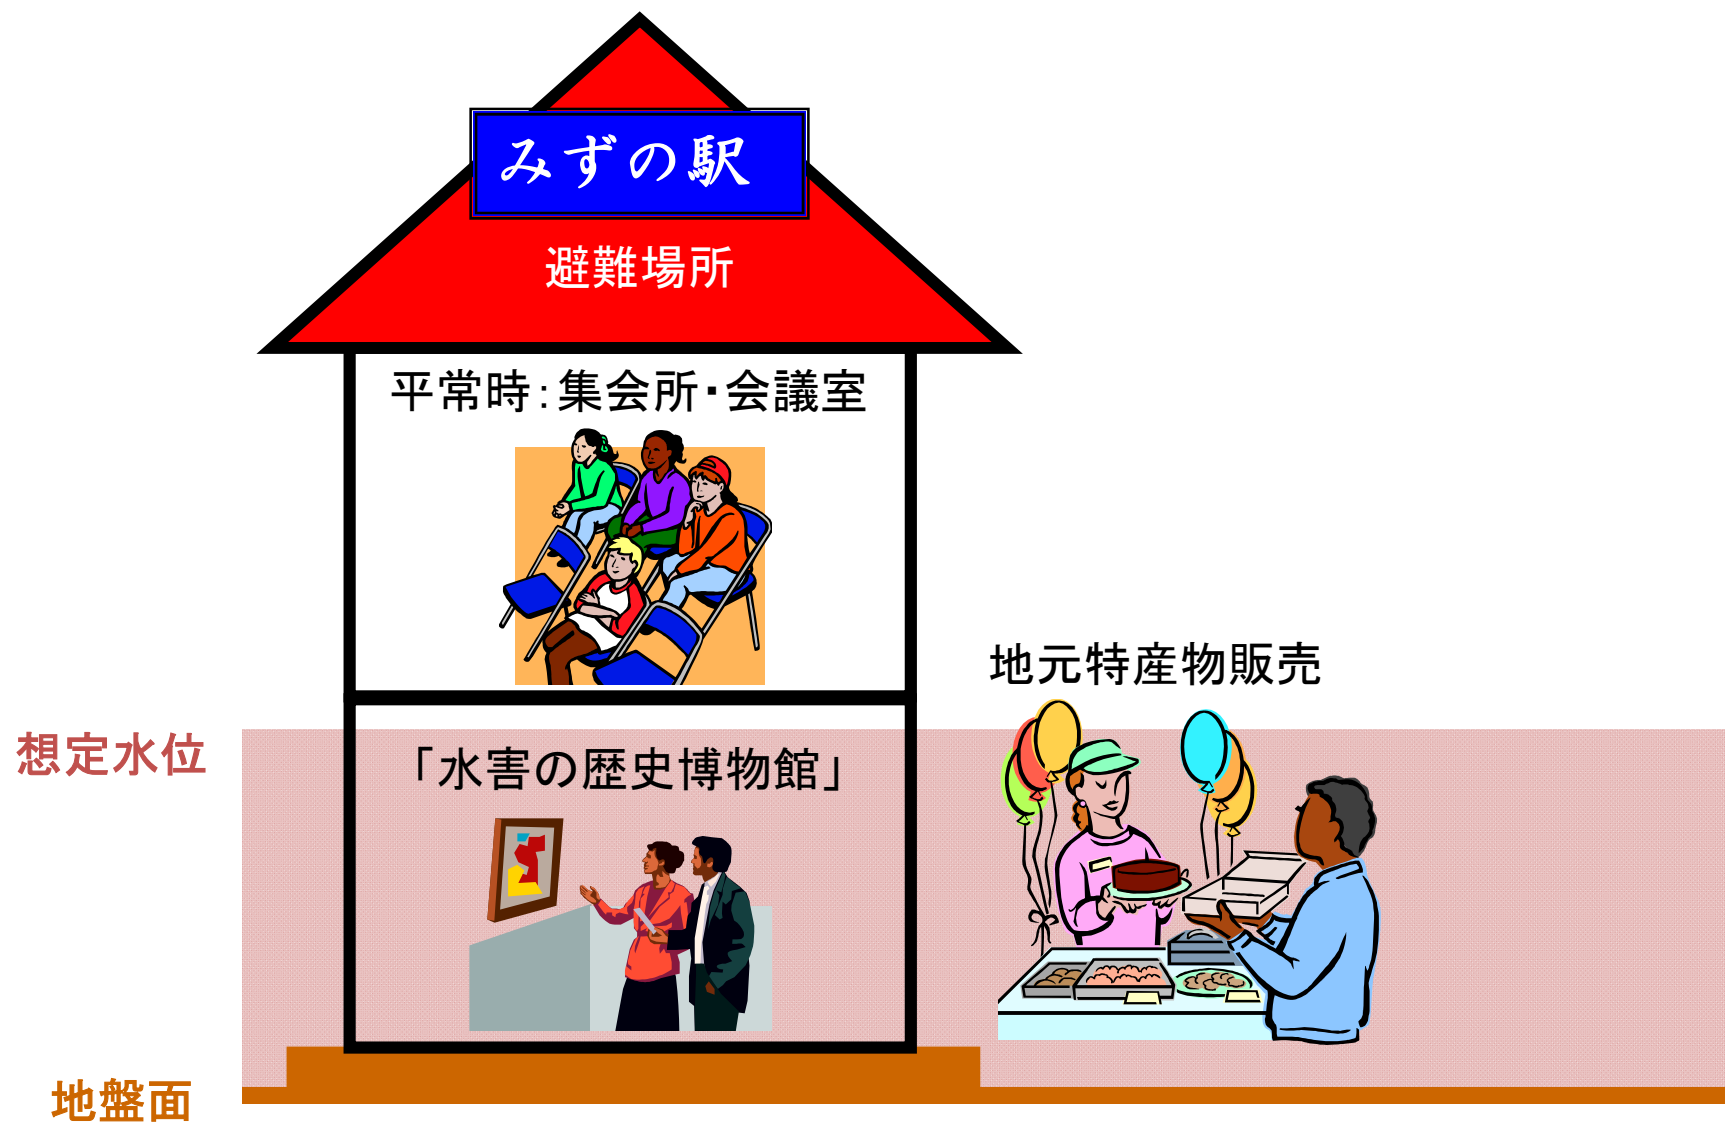 みずの駅
避難場所
平常時：集会所・会議室
地元特産物販売
想定水位
「水害の歴史博物館」
地盤面